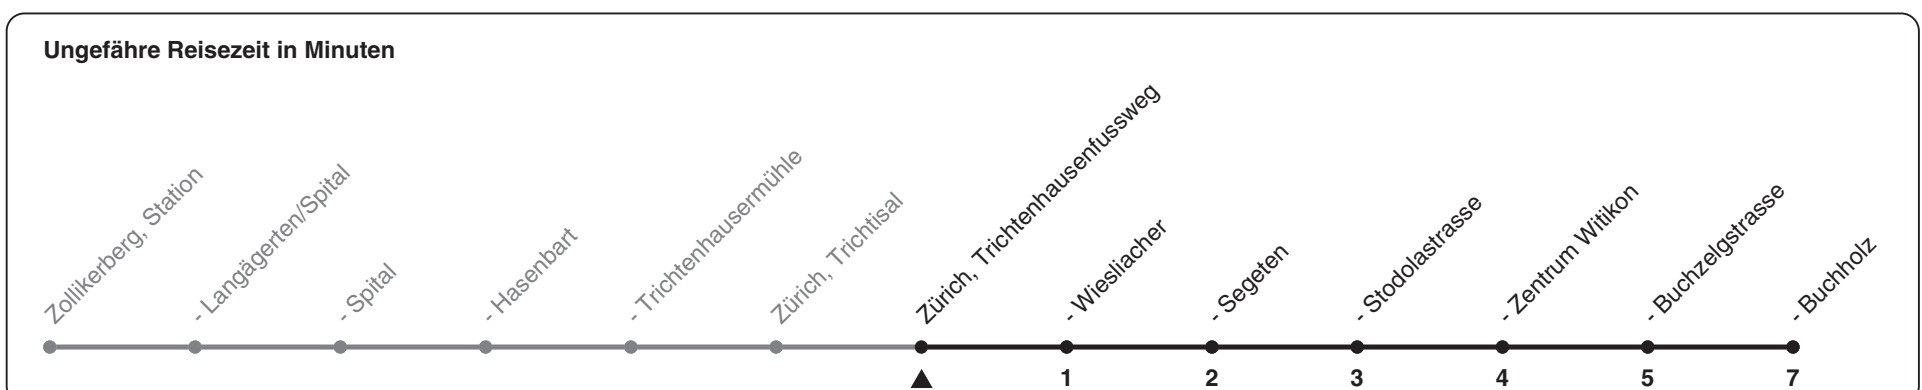 Ungefähre Reisezeit in Minuten
Zollikerberg, Station
- Langägerten/Spital
- Spital
- Hasenbart
- Trichtenhausermühle
Zürich, Trichtisal
Zürich, Trichtenhausenfussweg
- Wiesliacher
- Segeten
- Stodolastrasse
- Zentrum Witikon
- Buchzelgstrasse
- Buchholz
1 2 3 4 5 7